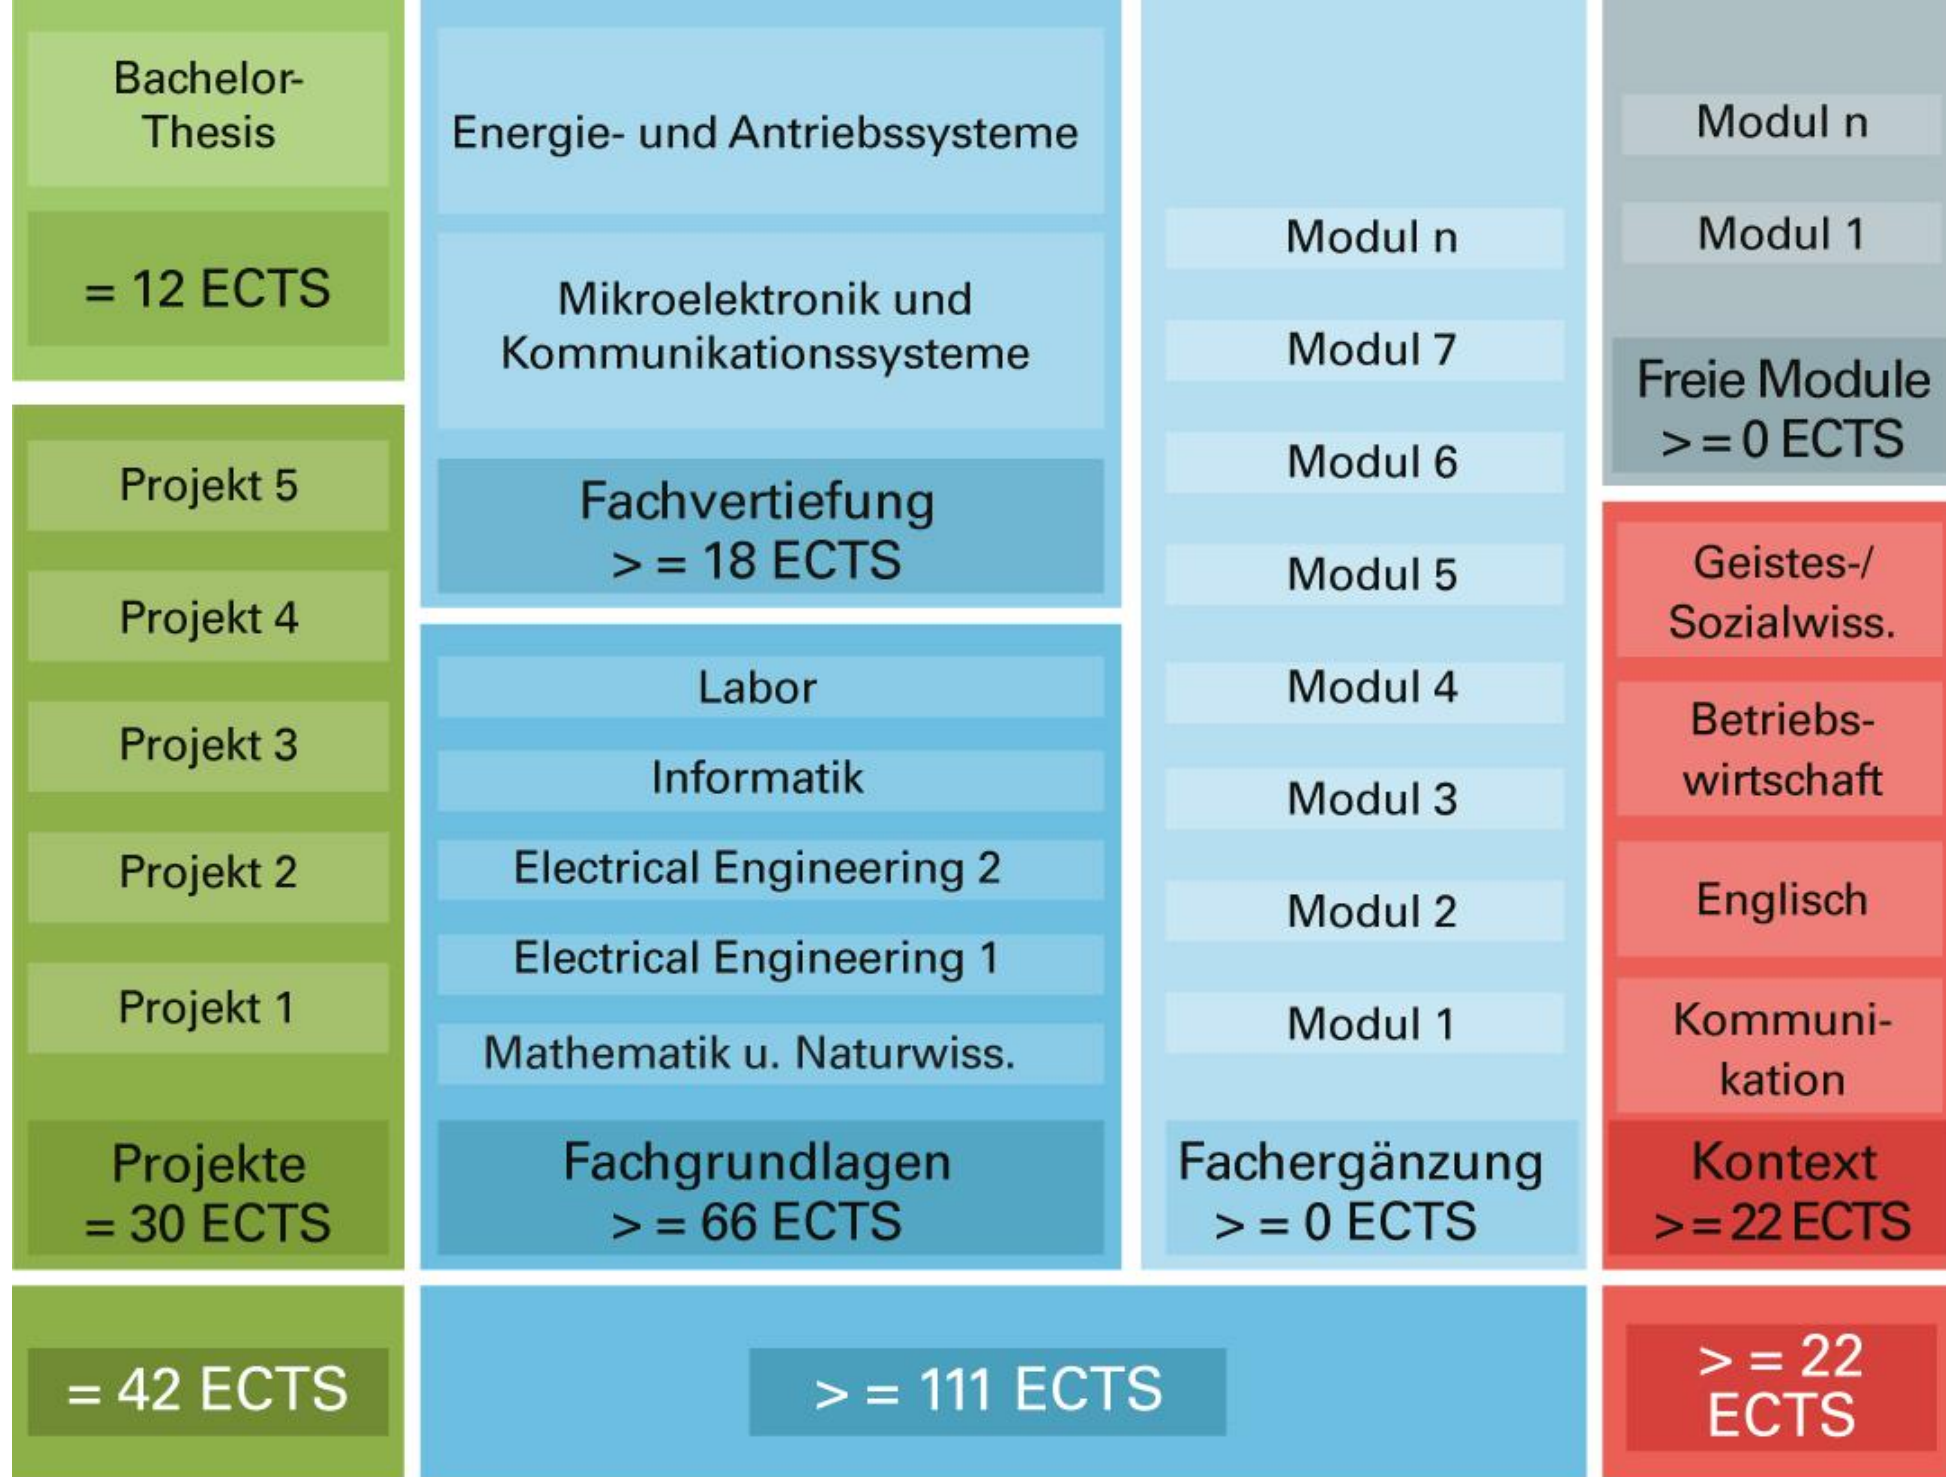 Bachelor-
Thesis
= 12 ECTS
Projekt 5
Projekt 4
Projekt 3
Projekt 2
Projekt 1
Projekte
= 30 ECTS
= 42 ECTS
Energie- und Antriebssysteme
Mikroelektronik und
Kommunikationssysteme
Fachvertiefung
> = 18 ECTS
Labor
Informatik
Electrical Engineering 2
Electrical Engineering 1
Mathematik u. Naturwiss.
Fachgrundlagen
> = 66 ECTS
Modul n
Modul 7
Modul 6
Modul 5
Modul 4
Modul 3
Modul 2
Modul 1
Fachergänzung
> = 0 ECTS
> = 111 ECTS
Modul n
Modul 1
Freie Module
> = 0 ECTS
Geistes-/
Sozialwiss.
Betriebs-
wirtschaft
Englisch
Kommuni-
kation
Kontext
> = 22 ECTS
> = 22
ECTS